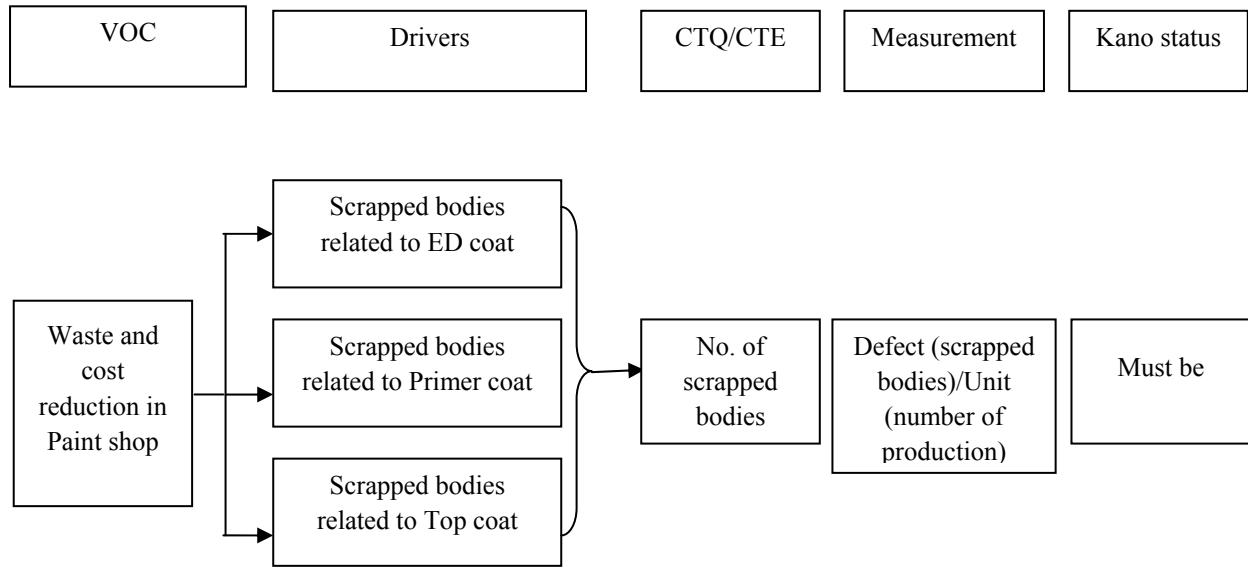 VOC
Drivers
CTQ/CTE
Measurement
Kano status
Scrapped bodies
related to ED coat
Waste and
cost
reduction in
Paint shop
Scrapped bodies
related to Primer coat
Scrapped bodies
related to Top coat
No. of
scrapped
bodies
Defect (scrapped
bodies)/Unit
(number of
production)
Must be